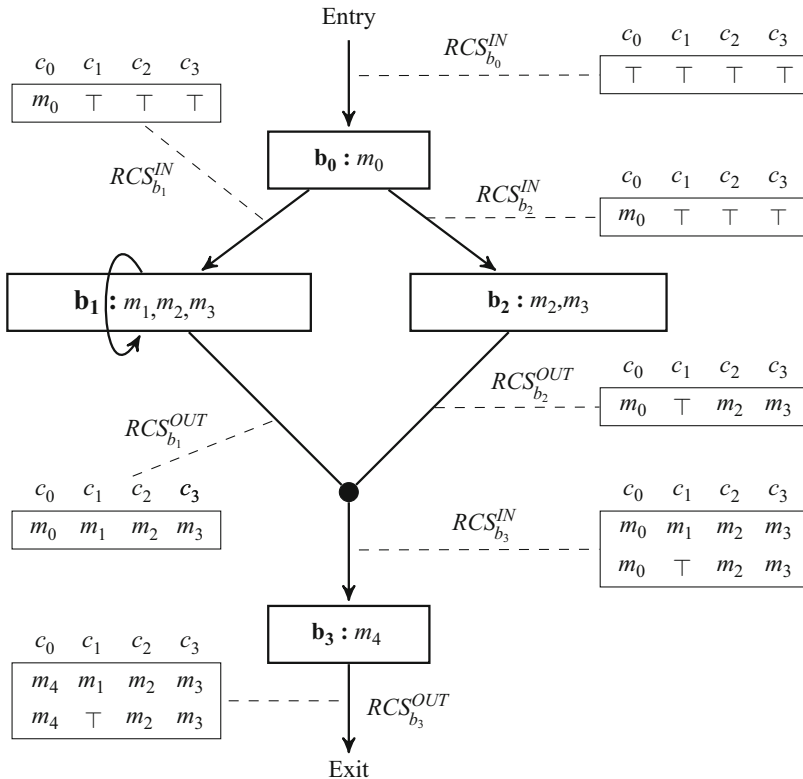 Entry
RCS_{b_0}^{IN}
c_0 c_1 c_2 c_3
⊤ ⊤ ⊤ ⊤
c_0 c_1 c_2 c_3
m_0 ⊤ ⊤ ⊤
RCS_{b_1}^{IN}
b_0 : m_0
RCS_{b_2}^{IN}
c_0 c_1 c_2 c_3
m_0 ⊤ ⊤ ⊤
b_1 : m_1,m_2,m_3
b_2 : m_2,m_3
RCS_{b_2}^{OUT}
c_0 c_1 c_2 c_3
m_0 ⊤ m_2 m_3
RCS_{b_1}^{OUT}
c_0 c_1 c_2 c_3
m_0 m_1 m_2 m_3
RCS_{b_3}^{IN}
c_0 c_1 c_2 c_3
m_0 m_1 m_2 m_3
m_0 ⊤ m_2 m_3
b_3 : m_4
c_0 c_1 c_2 c_3
m_4 m_1 m_2 m_3
m_4 ⊤ m_2 m_3
RCS_{b_3}^{OUT}
Exit